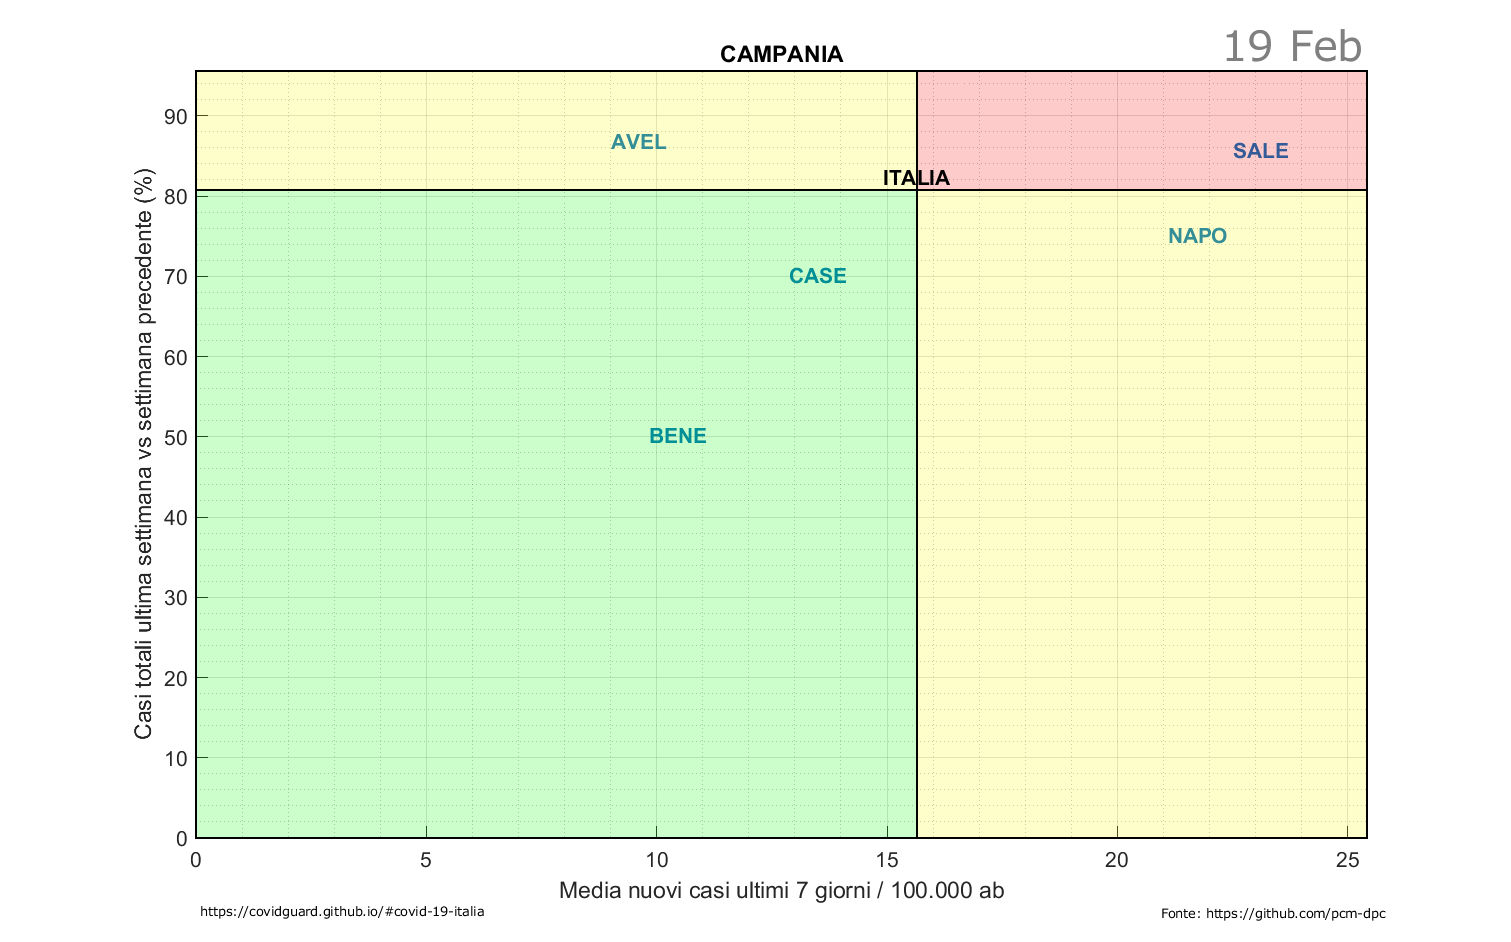 19 Feb
CAMPANIA
90
80
70
60
50
40
30
20
10
0
Casi totali ultima settimana vs settimana precedente (%)
AVEL
SALE
ITALIA
NAPO
CASE
BENE
0 5 10 15 20 25
Media nuovi casi ultimi 7 giorni / 100.000 ab
https://covidguard.github.io/#covid-19-italia
Fonte: https://github.com/pcm-dpc